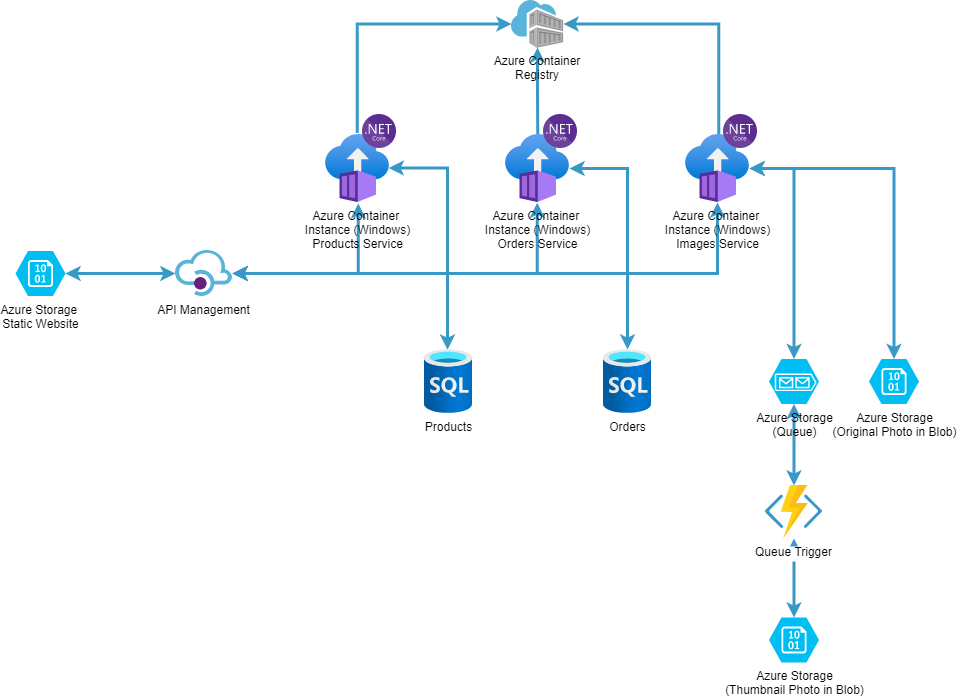 Azure Container
Registry
.NET
Core
.NET
Core
.NET
Core
Azure Container
Instance (Windows)
Products Service
Azure Container
Instance (Windows)
Orders Service
Azure Container
Instance (Windows)
Images Service
10
01
Azure Storage
Static Website
API Management
SQL
Products
SQL
Orders
Azure Storage
(Queue)
10
01
Azure Storage
(Original Photo in Blob)
Queue Trigger
10
01
Azure Storage
(Thumbnail Photo in Blob)